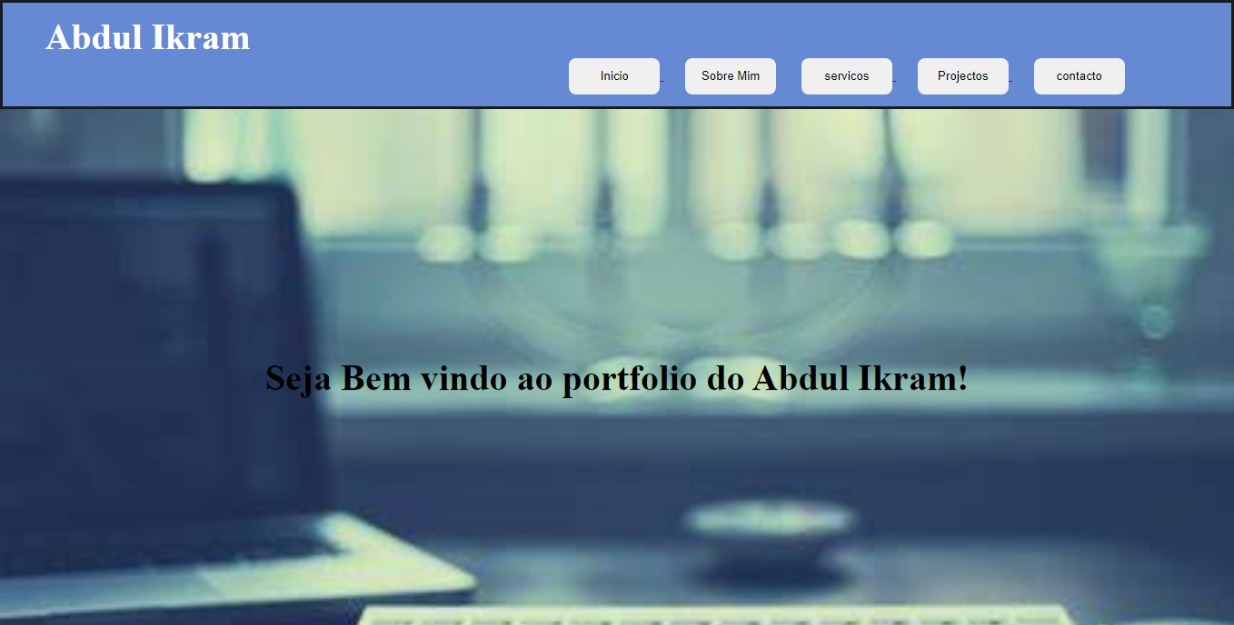 Abdul Ikram
Inicio Sobre Mim servicos Projectos contacto
Seja Bem vindo ao portfolio do Abdul Ikram!